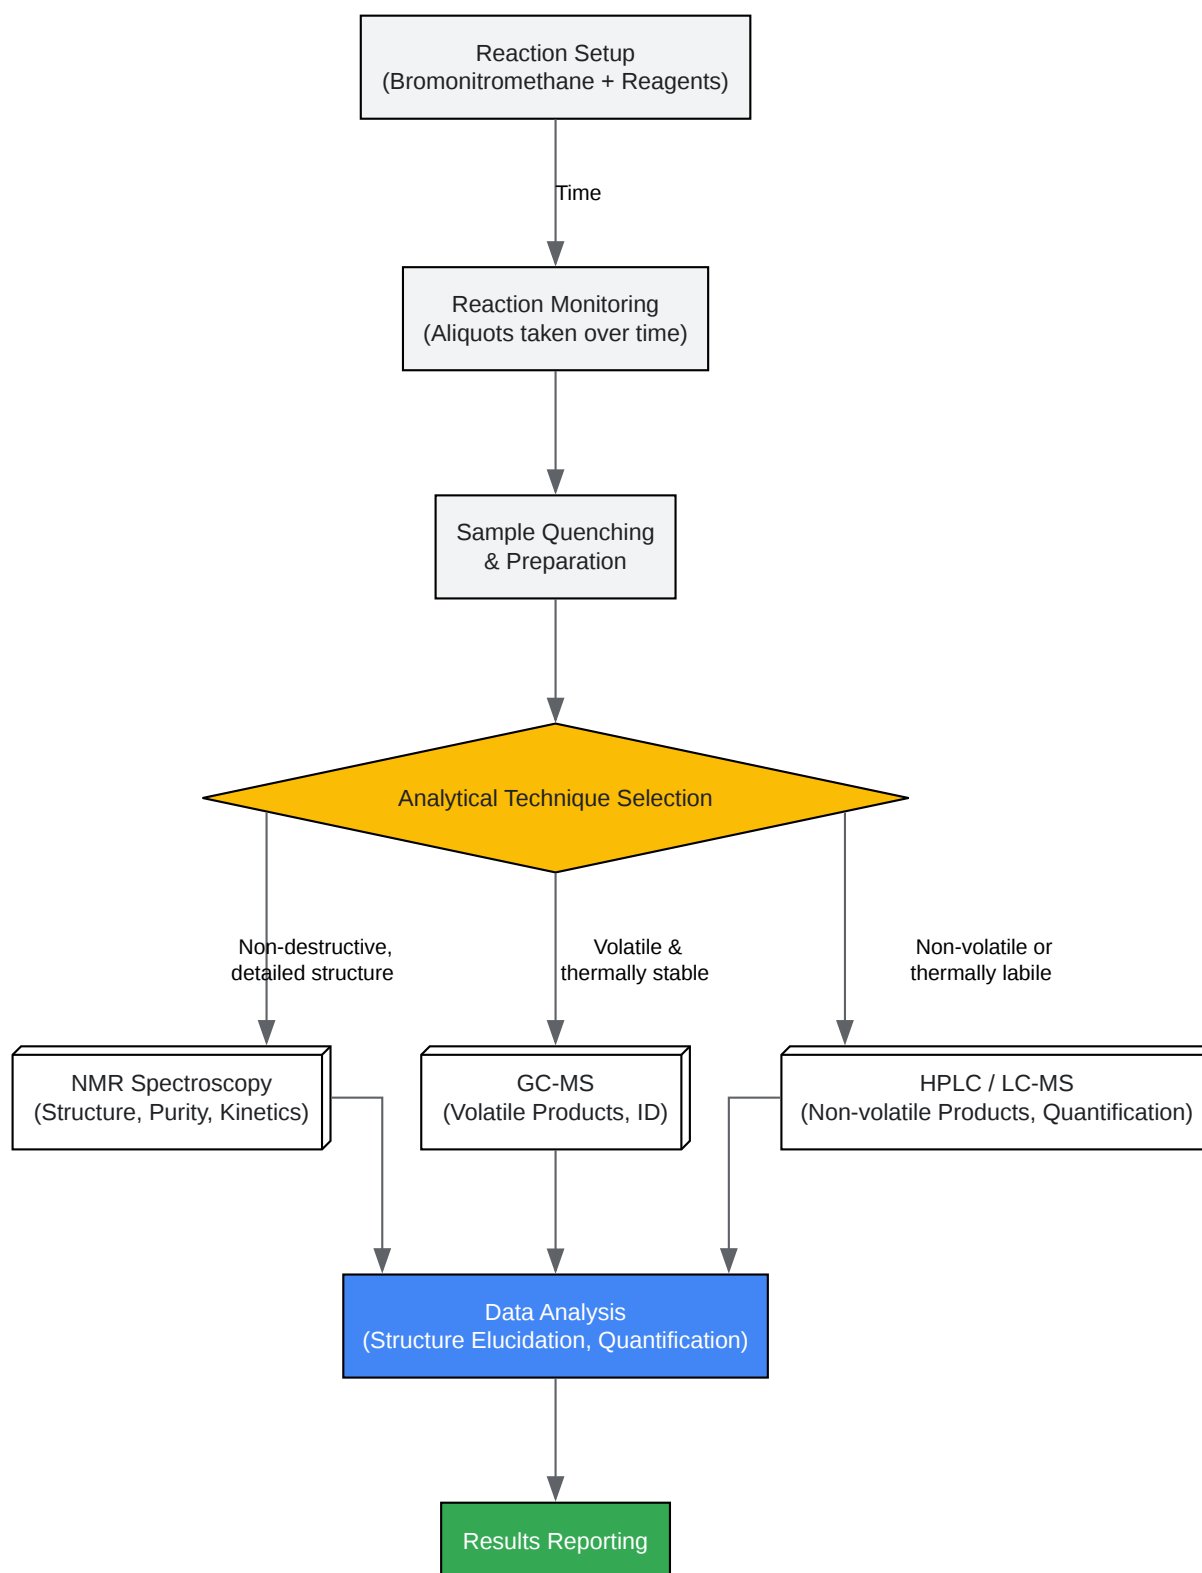 Reaction Setup
(Bromonitromethane + Reagents)
Time
Reaction Monitoring
(Aliquots taken over time)
Sample Quenching
& Preparation
Analytical Technique Selection
Non-destructive,
detailed structure
Volatile &
thermally stable
Non-volatile or
thermally labile
NMR Spectroscopy
(Structure, Purity, Kinetics)
GC-MS
(Volatile Products, ID)
HPLC / LC-MS
(Non-volatile Products, Quantification)
Data Analysis
(Structure Elucidation, Quantification)
Results Reporting